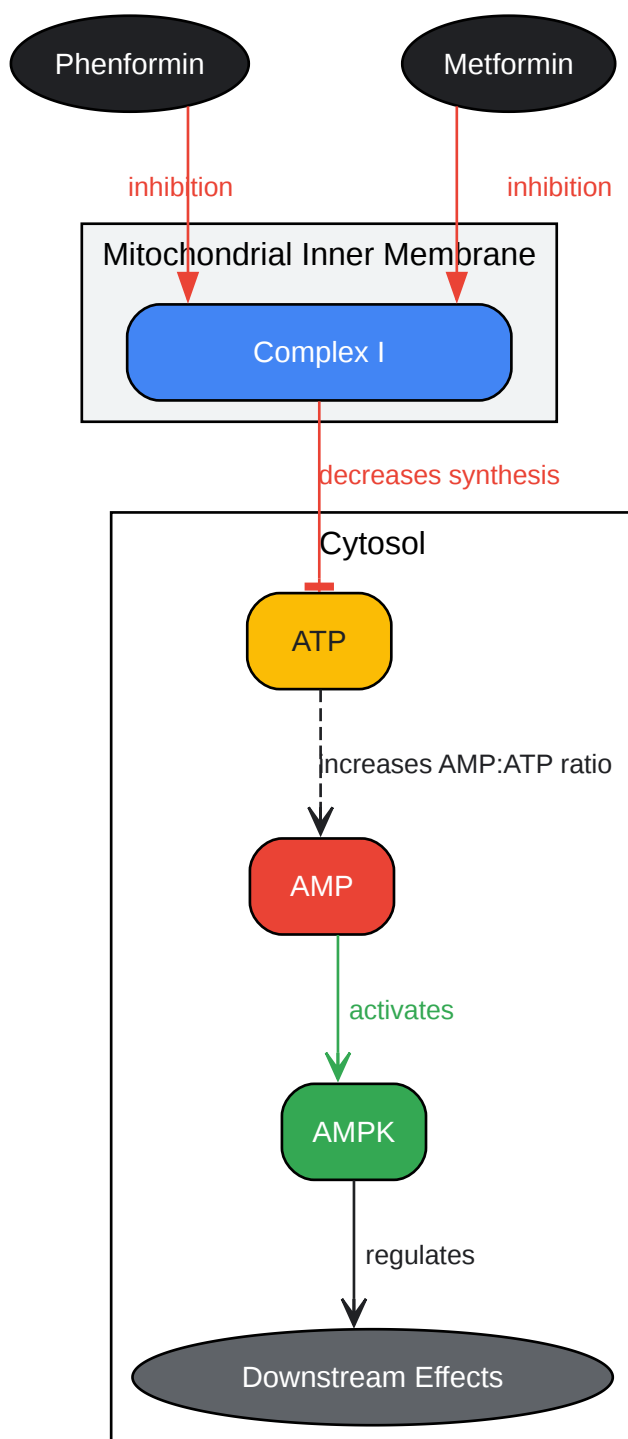 Phenformin
Metformin
inhibition
inhibition
Mitochondrial Inner Membrane
Complex I
decreases synthesis
Cytosol
ATP
increases AMP:ATP ratio
AMP
activates
AMPK
regulates
Downstream Effects